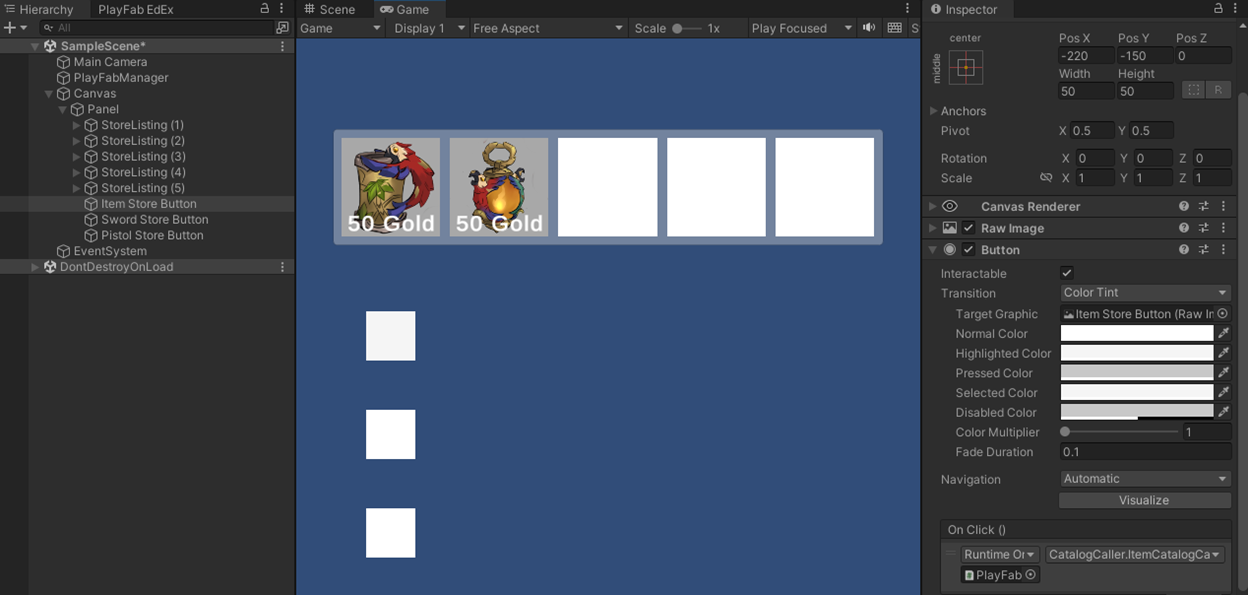 Hierarchy
PlayFab EdEx
All
SampleScene*
Main Camera
PlayFabManager
Canvas
Panel
StoreListing (1)
StoreListing (2)
StoreListing (3)
StoreListing (4)
StoreListing (5)
Item Store Button
Sword Store Button
Pistol Store Button
EventSystem
DontDestroyOnLoad
Scene
Game
Game
Display 1
Free Aspect
Scale
1x
Play Focused
S
50 Gold
50 Gold
Inspector
center
middle
Pos X Pos Y Pos Z
-220 -150 0
Width Height
50 50
R
Anchors
Pivot X 0.5 Y 0.5
Rotation X 0 Y 0 Z 0
Scale X 1 Y 1 Z 1
Canvas Renderer
Raw Image
Button
Interactable
Transition Color Tint
Target Graphic Item Store Button (Raw Im
Normal Color
Highlighted Color
Pressed Color
Selected Color
Disabled Color
Color Multiplier 1
Fade Duration 0.1
Navigation Automatic
Visualize
On Click ()
Runtime On CatalogCaller.ItemCatalogCa
PlayFab